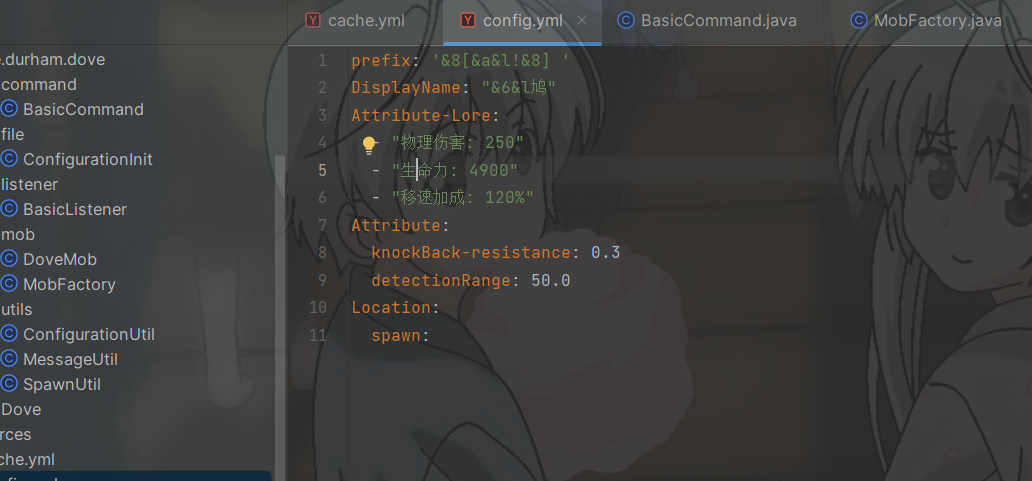 cache.yml
config.yml
BasicCommand.java
MobFactory.java
.durham.dove
command
BasicCommand
file
ConfigurationInit
listener
BasicListener
mob
DoveMob
MobFactory
utils
ConfigurationUtil
MessageUtil
SpawnUtil
Dove
rces
che.yml
1 prefix: '&8[&a&l!&8] '
2 DisplayName: "&6&l鸠"
3 Attribute-Lore:
4 - "物理伤害: 250"
5 - "生命力: 4900"
6 - "移速加成: 120%"
7 Attribute:
8 knockBack-resistance: 0.3
9 detectionRange: 50.0
10 Location:
11 spawn: